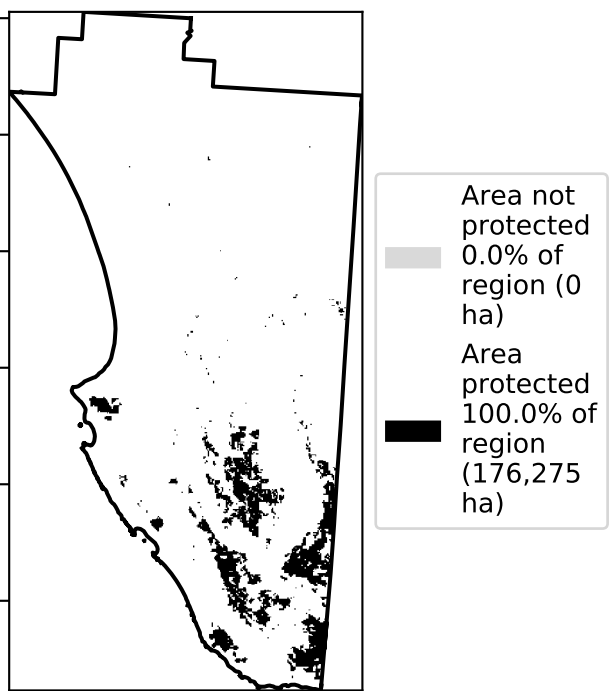 Area not
protected
0.0% of
region (0
ha)
Area
protected
100.0% of
region
(176,275
ha)